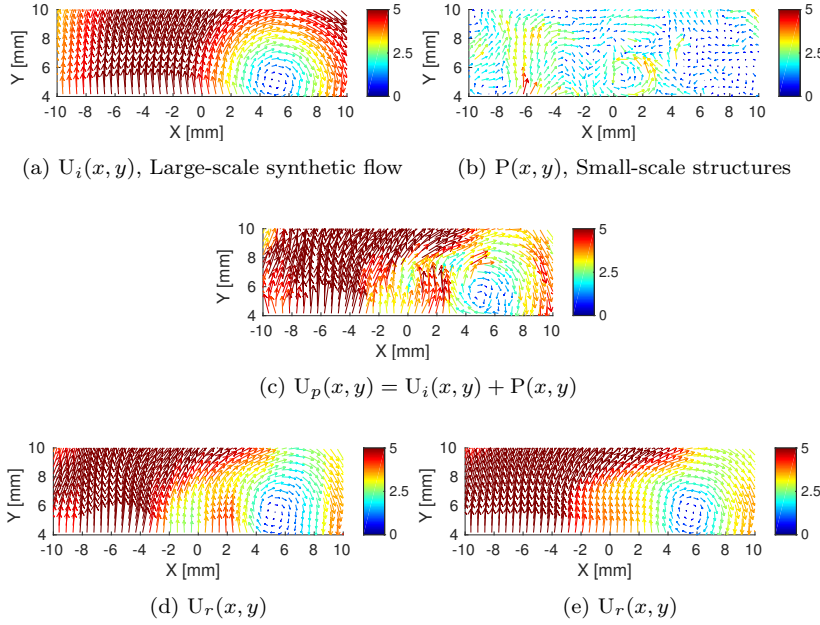 10
8
6
4
Y [mm]
-10 -8 -6 -4 -2 0 2 4 6 8 10
X [mm]
5
2.5
0
(a) U_i(x, y), Large-scale synthetic flow
10
8
6
4
Y [mm]
-10 -8 -6 -4 -2 0 2 4 6 8 10
X [mm]
5
2.5
0
(b) P(x, y), Small-scale structures
10
8
6
4
Y [mm]
-10 -8 -6 -4 -2 0 2 4 6 8 10
X [mm]
5
2.5
0
(c) U_p(x, y) = U_i(x, y) + P(x, y)
10
8
6
4
Y [mm]
-10 -8 -6 -4 -2 0 2 4 6 8 10
X [mm]
5
2.5
0
(d) U_r(x, y)
10
8
6
4
Y [mm]
-10 -8 -6 -4 -2 0 2 4 6 8 10
X [mm]
5
2.5
0
(e) U_r(x, y)